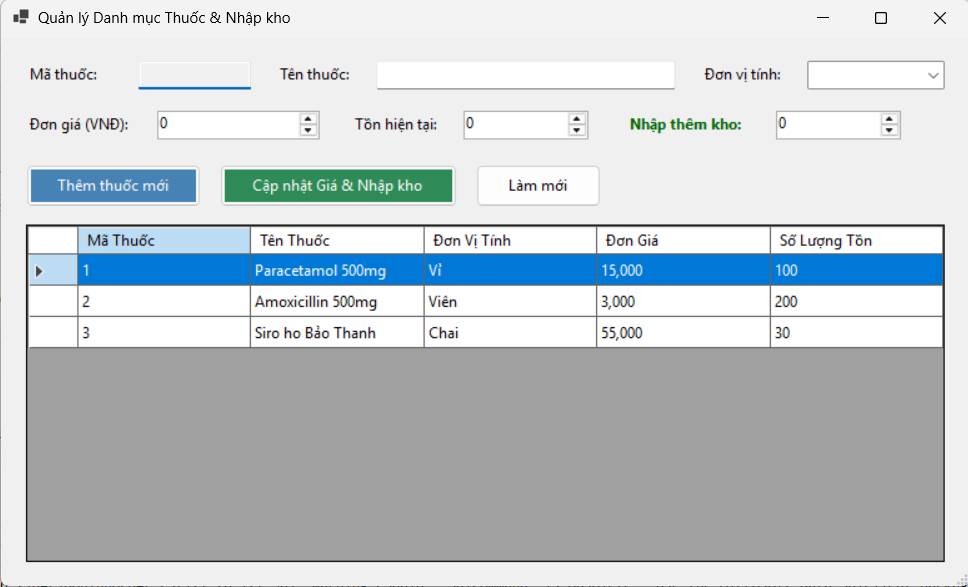 Quản lý Danh mục Thuốc & Nhập kho
Mã thuốc: Tên thuốc: Đơn vị tính:
Đơn giá (VNĐ): 0 Tồn hiện tại: 0 Nhập thêm kho: 0
Thêm thuốc mới Cập nhật Giá & Nhập kho Làm mới
Mã Thuốc Tên Thuốc Đơn Vị Tính Đơn Giá Số Lượng Tồn
1 Paracetamol 500mg Vỉ 15,000 100
2 Amoxicillin 500mg Viên 3,000 200
3 Siro ho Bảo Thanh Chai 55,000 30